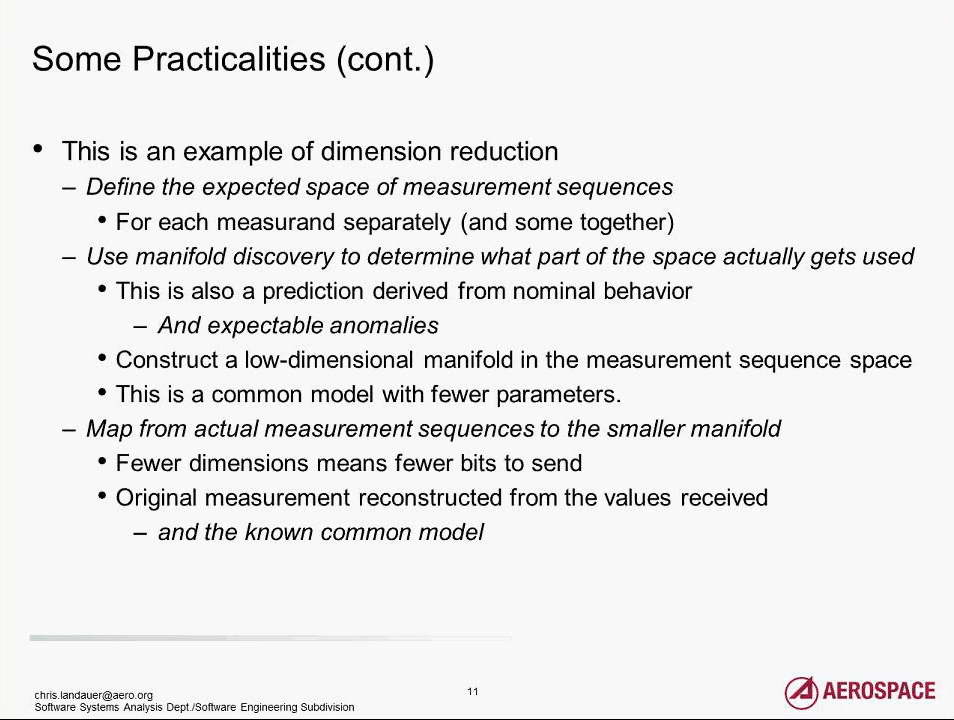 Some Practicalities (cont.)
• This is an example of dimension reduction
– Define the expected space of measurement sequences
• For each measurand separately (and some together)
– Use manifold discovery to determine what part of the space actually gets used
• This is also a prediction derived from nominal behavior
– And expectable anomalies
• Construct a low-dimensional manifold in the measurement sequence space
• This is a common model with fewer parameters.
– Map from actual measurement sequences to the smaller manifold
• Fewer dimensions means fewer bits to send
• Original measurement reconstructed from the values received
– and the known common model
chris.landauer@aero.org
Software Systems Analysis Dept./Software Engineering Subdivision
11
AEROSPACE